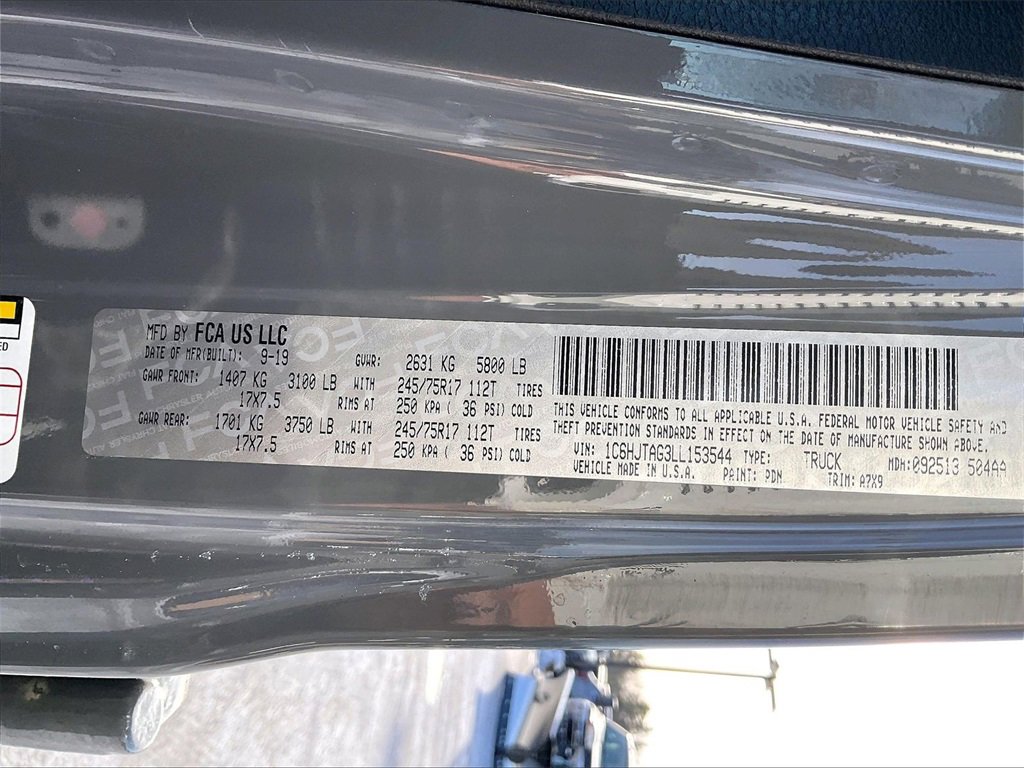 MFD BY FCA US LLC
DATE OF MFR(BUILT): 9-19 GVWR: 2631 KG 5800 LB
GAWR FRONT: 1407 KG 3100 LB WITH 245/75R17 112T TIRES
17X7.5 RIMS AT 250 KPA ( 36 PSI) COLD
GAWR REAR: 1701 KG 3750 LB WITH 245/75R17 112T TIRES
17X7.5 RIMS AT 250 KPA ( 36 PSI) COLD
THIS VEHICLE CONFORMS TO ALL APPLICABLE U.S.A. FEDERAL MOTOR VEHICLE SAFETY AND
THEFT PREVENTION STANDARDS IN EFFECT ON THE DATE OF MANUFACTURE SHOWN ABOVE.
VIN: 1C6HJTAG3LL153544 TYPE: TRUCK MDH: 092513 504AA
VEHICLE MADE IN U.S.A. PAINT: PDN TRIM: A7X9